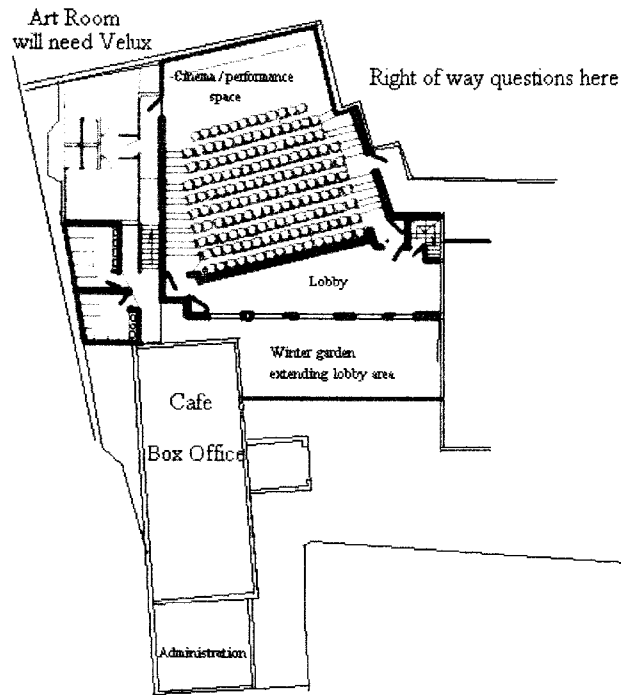 Art Room
will need Velux
Cinema / performance
space
Right of way questions here
Lobby
Winter garden
extending lobby area
Cafe
Box Office
Administration